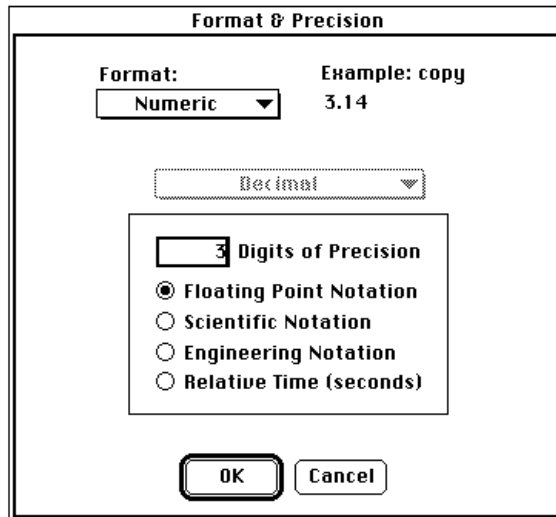 Format & Precision
Format:
Example: copy
Numeric
3.14
Decimal
3 Digits of Precision
Floating Point Notation
Scientific Notation
Engineering Notation
Relative Time (seconds)
OK
Cancel